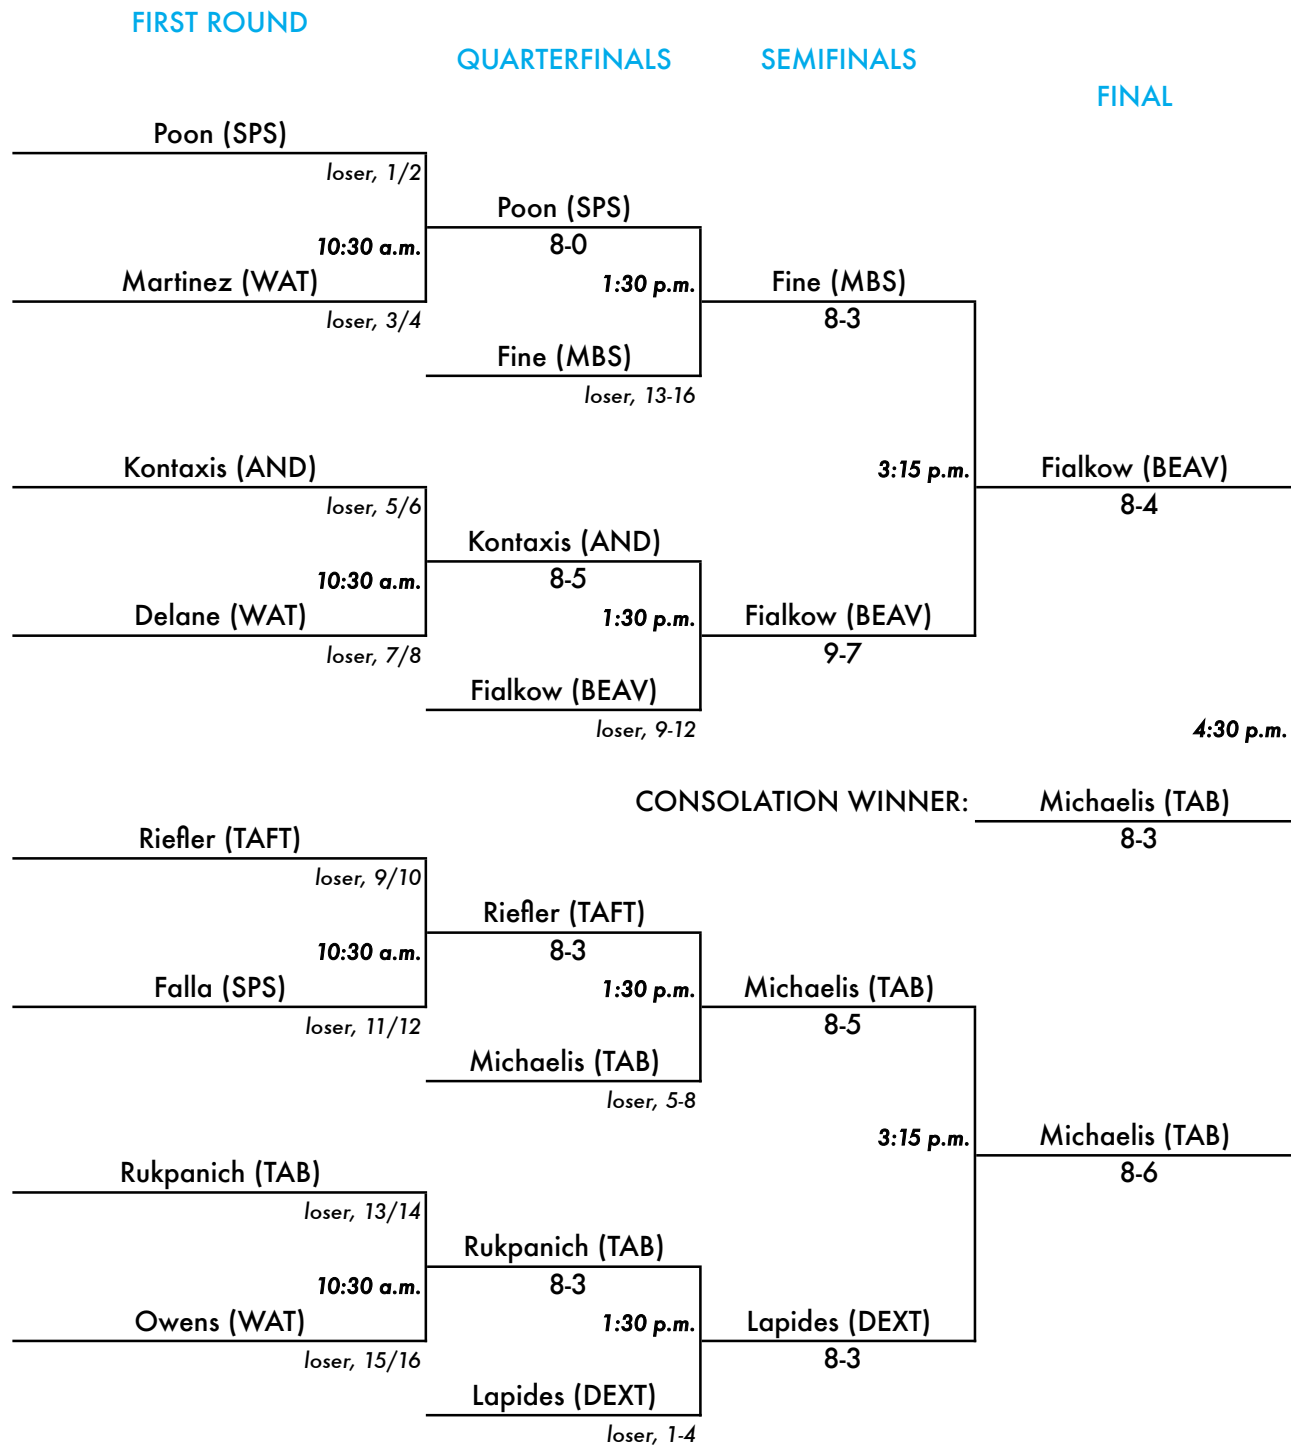 FIRST ROUND
QUARTERFINALS
SEMIFINALS
FINAL
Poon (SPS)
loser, 1/2
Poon (SPS)
10:30 a.m.
8-0
Martinez (WAT)
1:30 p.m.
Fine (MBS)
loser, 3/4
8-3
Fine (MBS)
loser, 13-16
Kontaxis (AND)
3:15 p.m.
Fialkow (BEAV)
loser, 5/6
8-4
Kontaxis (AND)
10:30 a.m.
8-5
Delane (WAT)
1:30 p.m.
Fialkow (BEAV)
loser, 7/8
9-7
Fialkow (BEAV)
loser, 9-12
4:30 p.m.
CONSOLATION WINNER:
Michaelis (TAB)
Riefler (TAFT)
8-3
loser, 9/10
Riefler (TAFT)
10:30 a.m.
8-3
Falla (SPS)
1:30 p.m.
Michaelis (TAB)
loser, 11/12
8-5
Michaelis (TAB)
loser, 5-8
3:15 p.m.
Michaelis (TAB)
Rukpanich (TAB)
8-6
loser, 13/14
Rukpanich (TAB)
10:30 a.m.
8-3
Owens (WAT)
1:30 p.m.
Lapides (DEXT)
loser, 15/16
8-3
Lapides (DEXT)
loser, 1-4